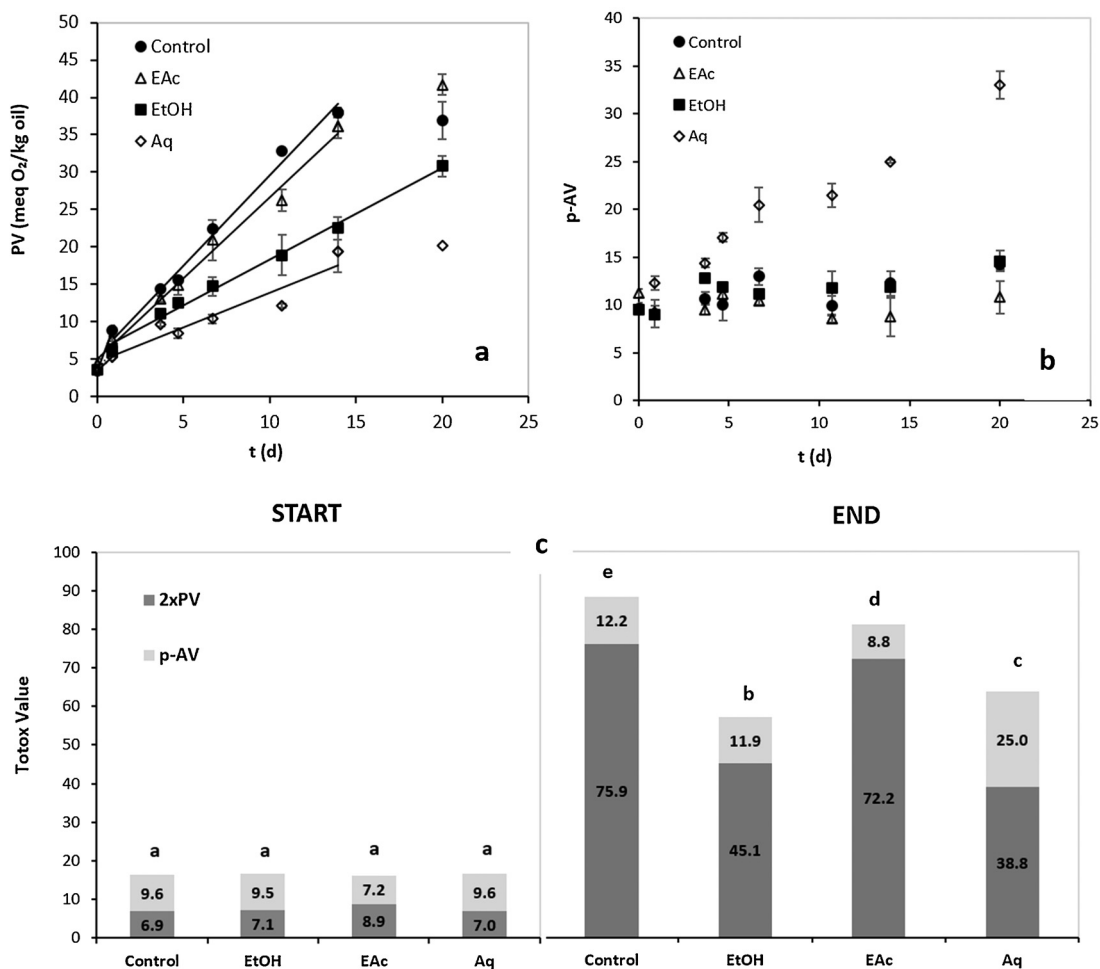 50
45
40
35
30
25
20
15
10
5
0
PV (meq O₂/kg oil)
Control
EAc
EtOH
Aq
a
0 5 10 15 20 25
t (d)
40
35
30
25
20
15
10
5
0
p-AV
Control
EAc
EtOH
Aq
b
0 5 10 15 20 25
t (d)
START
END
c
100
90
80
70
60
50
40
30
20
10
0
Totox Value
2xPV
p-AV
a a a a
9.6 9.5 7.2 9.6
6.9 7.1 8.9 7.0
e
12.2
75.9
b
11.9
45.1
d
8.8
72.2
c
25.0
38.8
Control EtOH EAc Aq Control EtOH EAc Aq